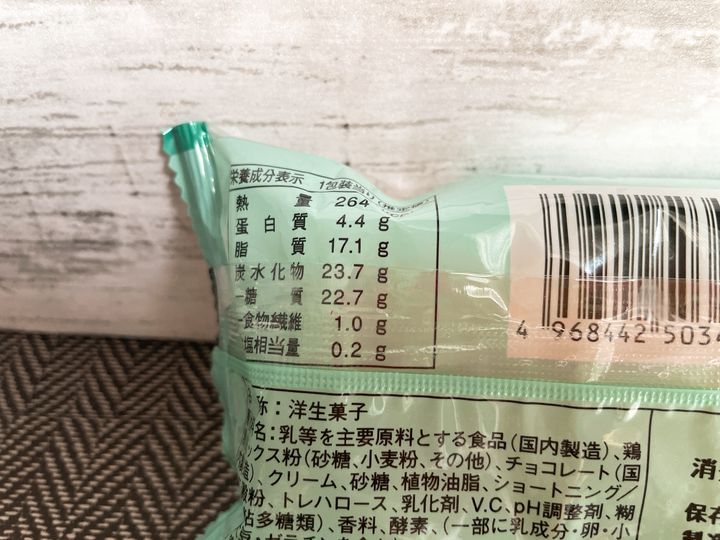 栄養成分表示 1包装当り(推定値)
熱量 264
蛋白質 4.4 g
脂質 17.1 g
炭水化物 23.7 g
糖質 22.7 g
食物繊維 1.0 g
塩相当量 0.2 g
4 968442 5034
称:洋生菓子
名:乳等を主要原料とする食品(国内製造)、鶏
ックス粉(砂糖、小麦粉、その他)、チョコレート(国
、クリーム、砂糖、植物油脂、ショートニング/
粉、トレハロース、乳化剤、V.C、pH調整剤、糊
粘多糖類)、香料、酵素、(一部に乳成分・卵・小
消
保存